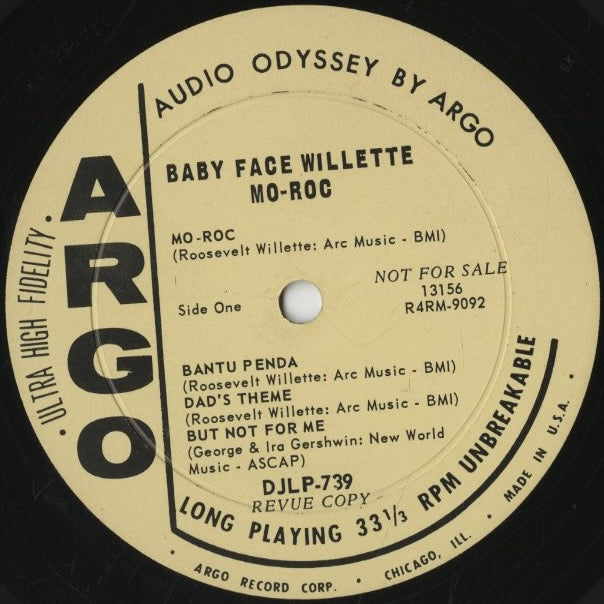 AUDIO ODYSSEY BY ARGO
ARGO
· ULTRA HIGH FIDELITY ·
BABY FACE WILLETTE
MO-ROC
MO-ROC
(Roosevelt Willette: Arc Music - BMI)
NOT FOR SALE
13156
Side One
R4RM-9092
BANTU PENDA
(Roosevelt Willette: Arc Music - BMI)
DAD'S THEME
(Roosevelt Willette: Arc Music - BMI)
BUT NOT FOR ME
(George & Ira Gershwin: New World
Music - ASCAP)
DJLP-739
REVUE COPY
LONG PLAYING 33 1/3 RPM UNBREAKABLE
· ARGO RECORD CORP. · CHICAGO, ILL. · MADE IN U.S.A. ·